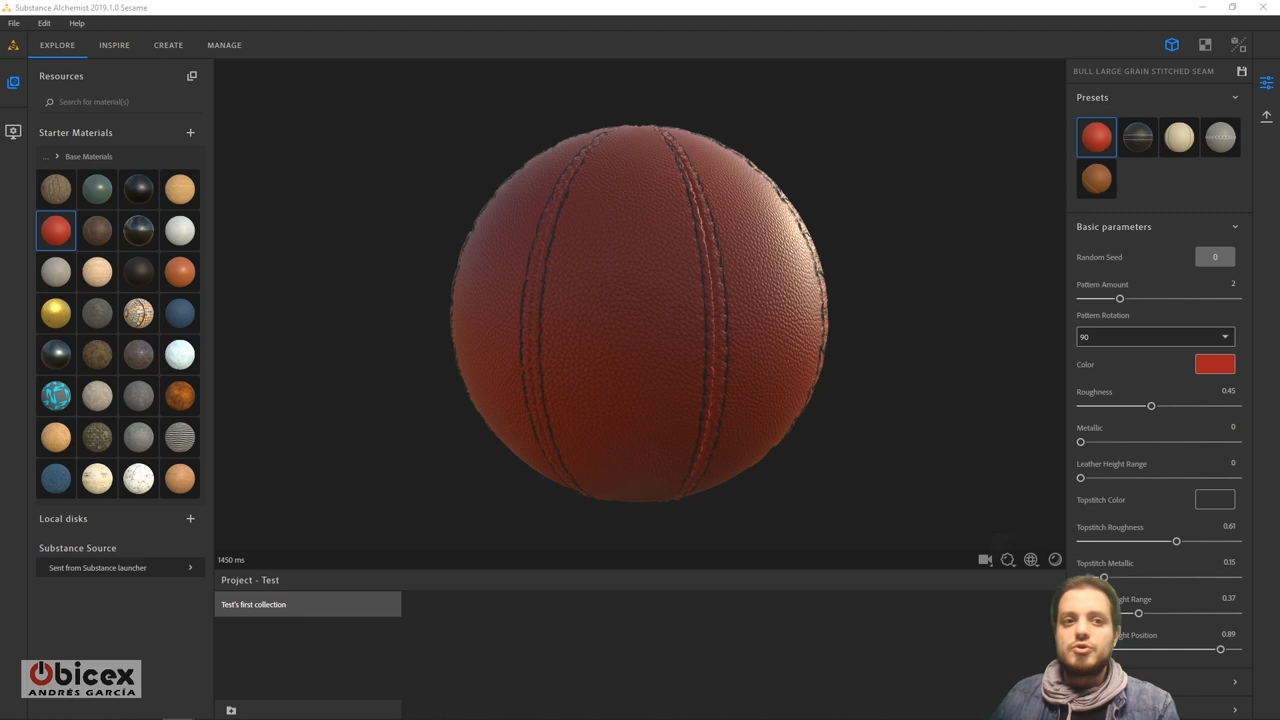 Substance Alchemist 2019.1.0 Sesame
File Edit Help
EXPLORE INSPIRE CREATE MANAGE
Resources
Search for material(s)
Starter Materials
... Base Materials
Local disks
Substance Source
Sent from Substance launcher
1450 ms
Project - Test
Test's first collection
BULL LARGE GRAIN STITCHED SEAM
Presets
Basic parameters
Random Seed 0
Pattern Amount 2
Pattern Rotation
90
Color
Roughness 0.45
Metallic 0
Leather Height Range 0
Topstitch Color
Topstitch Roughness 0.61
Topstitch Metallic 0.15
ight Range 0.37
ight Position 0.89
Obicex
ANDRÉS GARCÍA